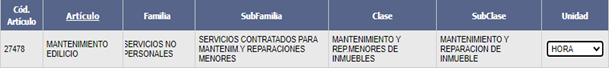 Cód. Artículo
Artículo
Familia
SubFamilia
Clase
SubClase
Unidad
27478
MANTENIMIENTO
EDILICIO
SERVICIOS NO
PERSONALES
SERVICIOS CONTRATADOS PARA
MANTENIM.Y REPARACIONES
MENORES
MANTENIMIENTO Y
REP.MENORES DE
INMUEBLES
MANTENIMIENTO Y
REPARACION DE
INMUEBLE
HORA